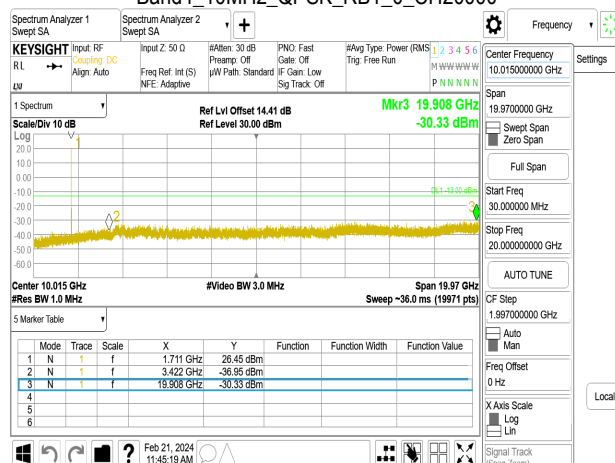 Spectrum Analyzer 1
Swept SA
Spectrum Analyzer 2
Swept SA
Frequency
KEYSIGHT
Input: RF
Coupling: DC
Align: Auto
Input Z: 50 Ω
Freq Ref: Int (S)
NFE: Adaptive
#Atten: 30 dB
Preamp: Off
µW Path: Standard
PNO: Fast
Gate: Off
IF Gain: Low
Sig Track: Off
#Avg Type: Power (RMS
Trig: Free Run
1 2 3 4 5 6
M W W W W W
P N N N N N
RL
Center Frequency
10.015000000 GHz
Settings
Span
19.9700000 GHz
Swept Span
Zero Span
Full Span
Start Freq
30.000000 MHz
Stop Freq
20.000000000 GHz
AUTO TUNE
CF Step
1.997000000 GHz
Auto
Man
Freq Offset
0 Hz
X Axis Scale
Log
Lin
Signal Track
Local
1 Spectrum
Scale/Div 10 dB
Ref Lvl Offset 14.41 dB
Ref Level 30.00 dBm
Mkr3 19.908 GHz
-30.33 dBm
Log
20.0
10.0
0.00
-10.0
-20.0
-30.0
-40.0
-50.0
-60.0
1
2
3
DL1 -13.00 dBm
Center 10.015 GHz
#Res BW 1.0 MHz
#Video BW 3.0 MHz
Span 19.97 GHz
Sweep ~36.0 ms (19971 pts)
5 Marker Table
Mode Trace Scale X Y Function Function Width Function Value
1 N 1 f 1.711 GHz 26.45 dBm
2 N 1 f 3.422 GHz -36.95 dBm
3 N 1 f 19.908 GHz -30.33 dBm
4
5
6
Feb 21, 2024
11:45:19 AM